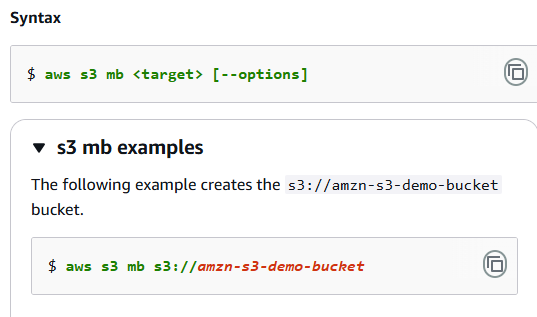 Syntax
$ aws s3 mb <target> [--options]
s3 mb examples
The following example creates the s3://amzn-s3-demo-bucket
bucket.
$ aws s3 mb s3://amzn-s3-demo-bucket